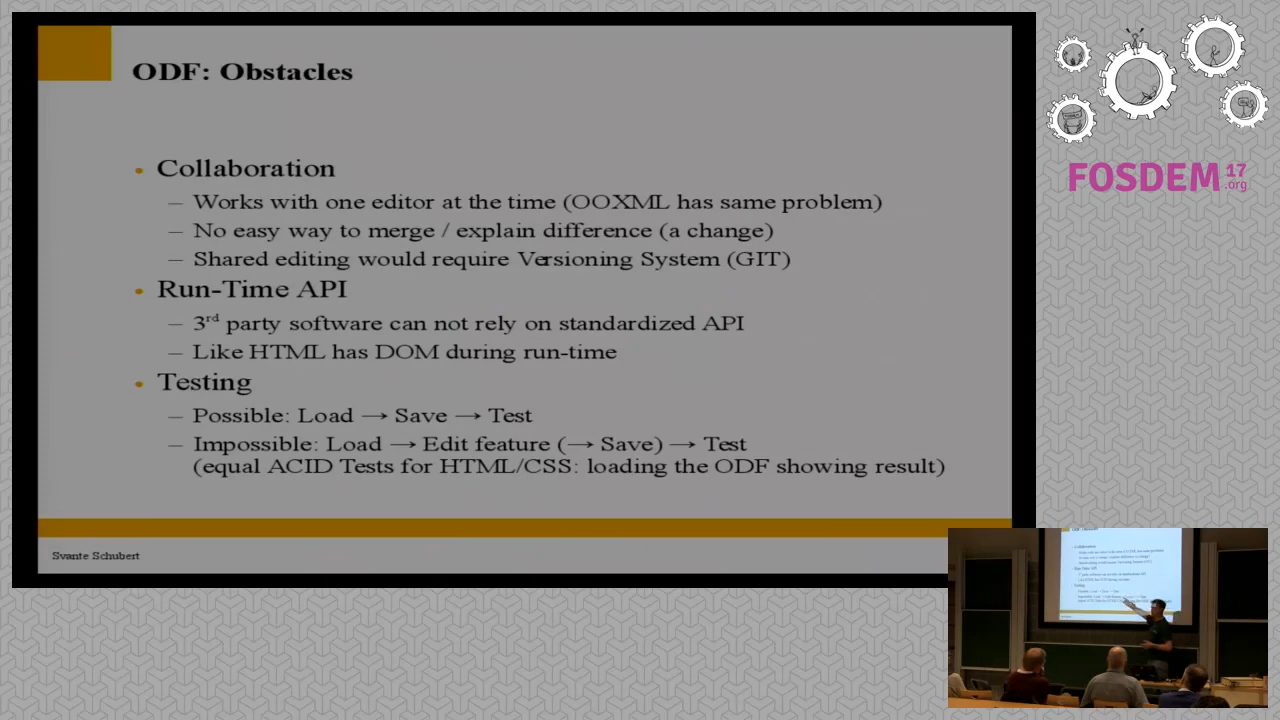 ODF: Obstacles
• Collaboration
– Works with one editor at the time (OOXML has same problem)
– No easy way to merge / explain difference (a change)
– Shared editing would require Versioning System (GIT)
• Run-Time API
– 3rd party software can not rely on standardized API
– Like HTML has DOM during run-time
• Testing
– Possible: Load → Save → Test
– Impossible: Load → Edit feature (→ Save) → Test
(equal ACID Tests for HTML/CSS: loading the ODF showing result)
Svante Schubert
FOSDEM 17
.org